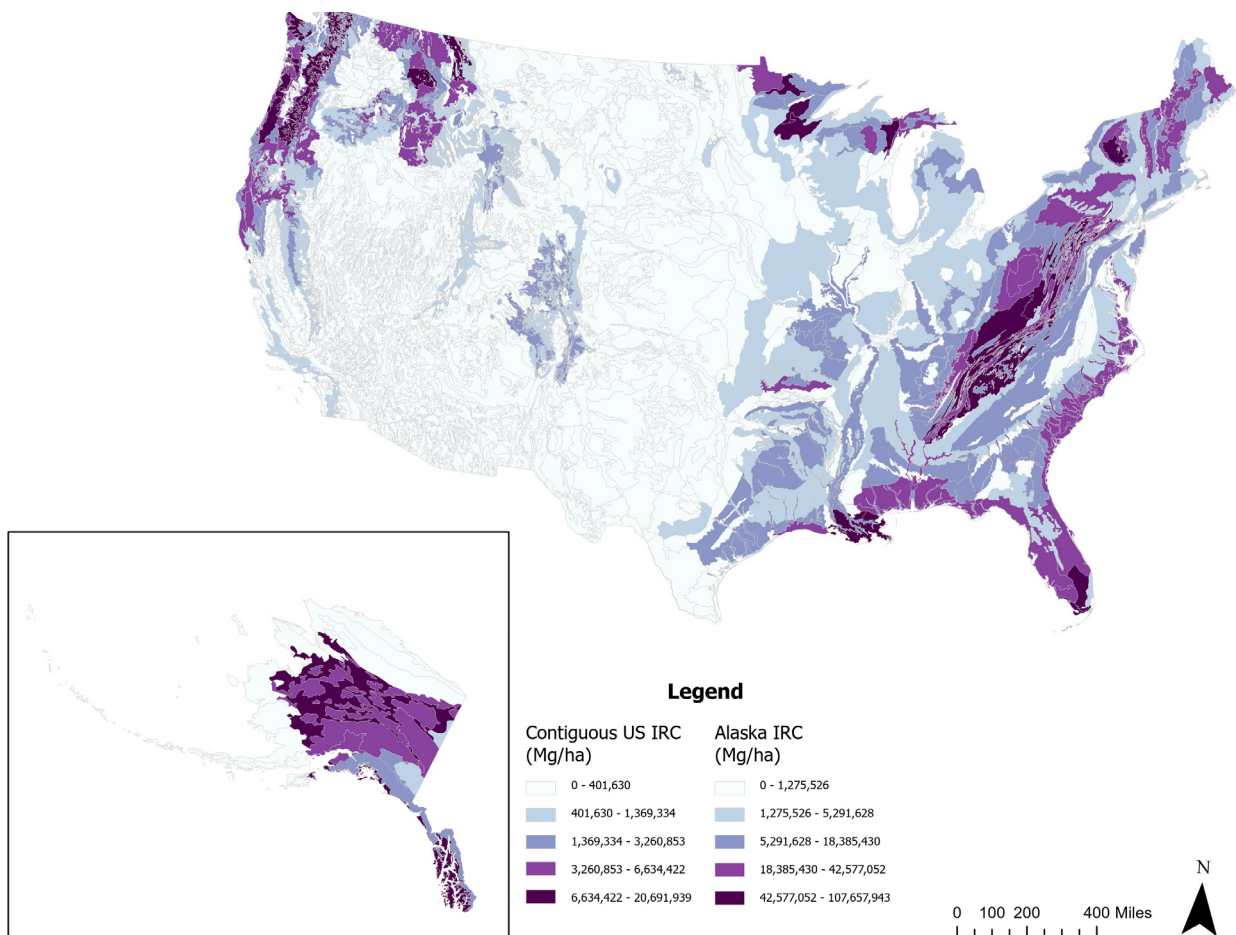 Legend
Contiguous US IRC
(Mg/ha)
0 - 401,630
401,630 - 1,369,334
1,369,334 - 3,260,853
3,260,853 - 6,634,422
6,634,422 - 20,691,939
Alaska IRC
(Mg/ha)
0 - 1,275,526
1,275,526 - 5,291,628
5,291,628 - 18,385,430
18,385,430 - 42,577,052
42,577,052 - 107,657,943
N
0 100 200 400 Miles